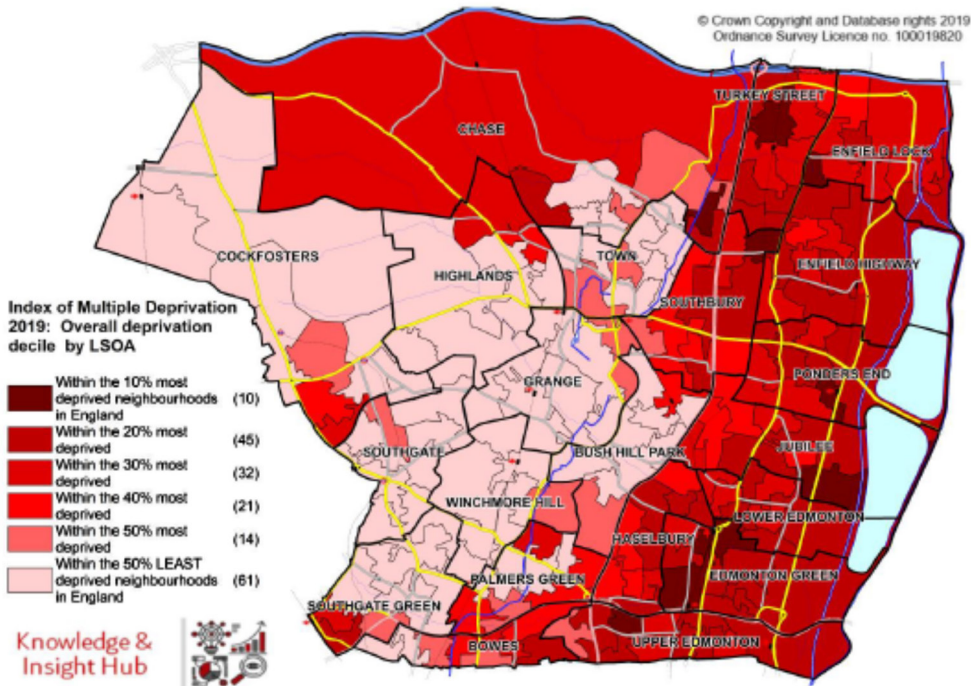 © Crown Copyright and Database rights 2019
Ordnance Survey Licence no. 100019820
TURKEY STREET
CHASE
ENFIELD LOCK
COCKFOSTERS
TOWN
HIGHLANDS
ENFIELD HIGHWAY
SOUTHBURY
Index of Multiple Deprivation
2019: Overall deprivation
decile by LSOA
Within the 10% most
deprived neighbourhoods (10)
in England
Within the 20% most
deprived (45)
Within the 30% most
deprived (32)
Within the 40% most
deprived (21)
Within the 50% most
deprived (14)
Within the 50% LEAST
deprived neighbourhoods (61)
in England
PONDERS END
GRANGE
JUBILEE
SOUTHGATE
BUSH HILL PARK
WINCHMORE HILL
LOWER EDMONTON
HASELBURY
EDMONTON GREEN
PALMERS GREEN
SOUTHGATE GREEN
UPPER EDMONTON
BOWES
Knowledge &
Insight Hub